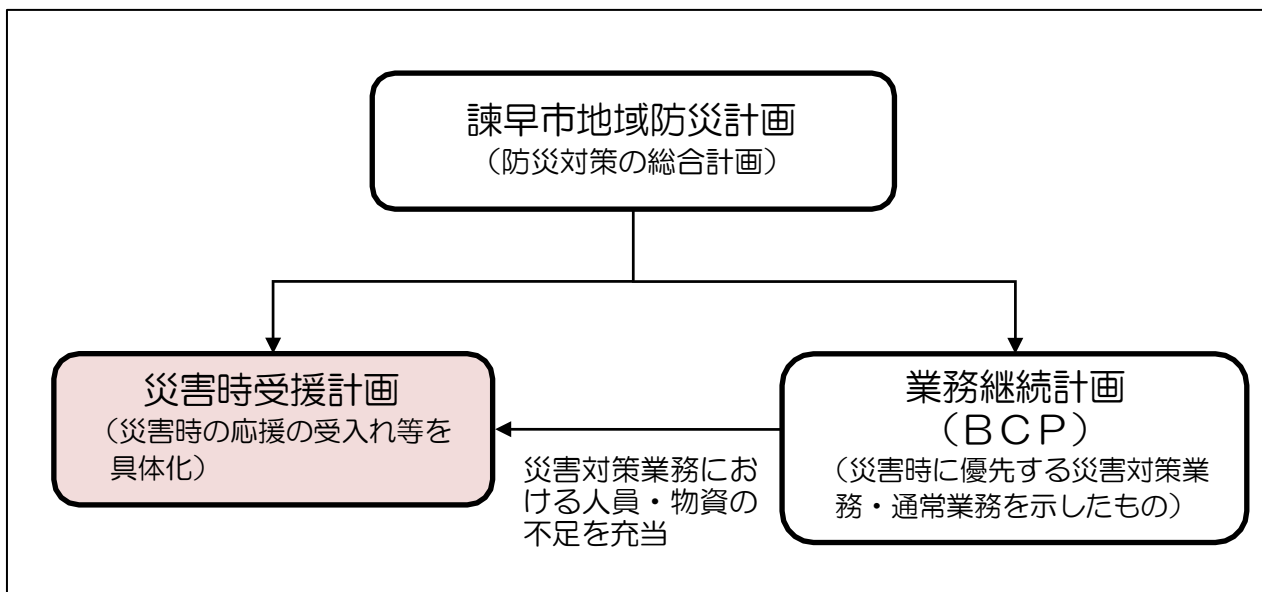 諫早市地域防災計画
（防災対策の総合計画）
災害時受援計画
（災害時の応援の受入れ等を
具体化）
業務継続計画
（ＢＣＰ）
（災害時に優先する災害対策業
務・通常業務を示したもの）
災害対策業務にお
ける人員・物資の
不足を充当